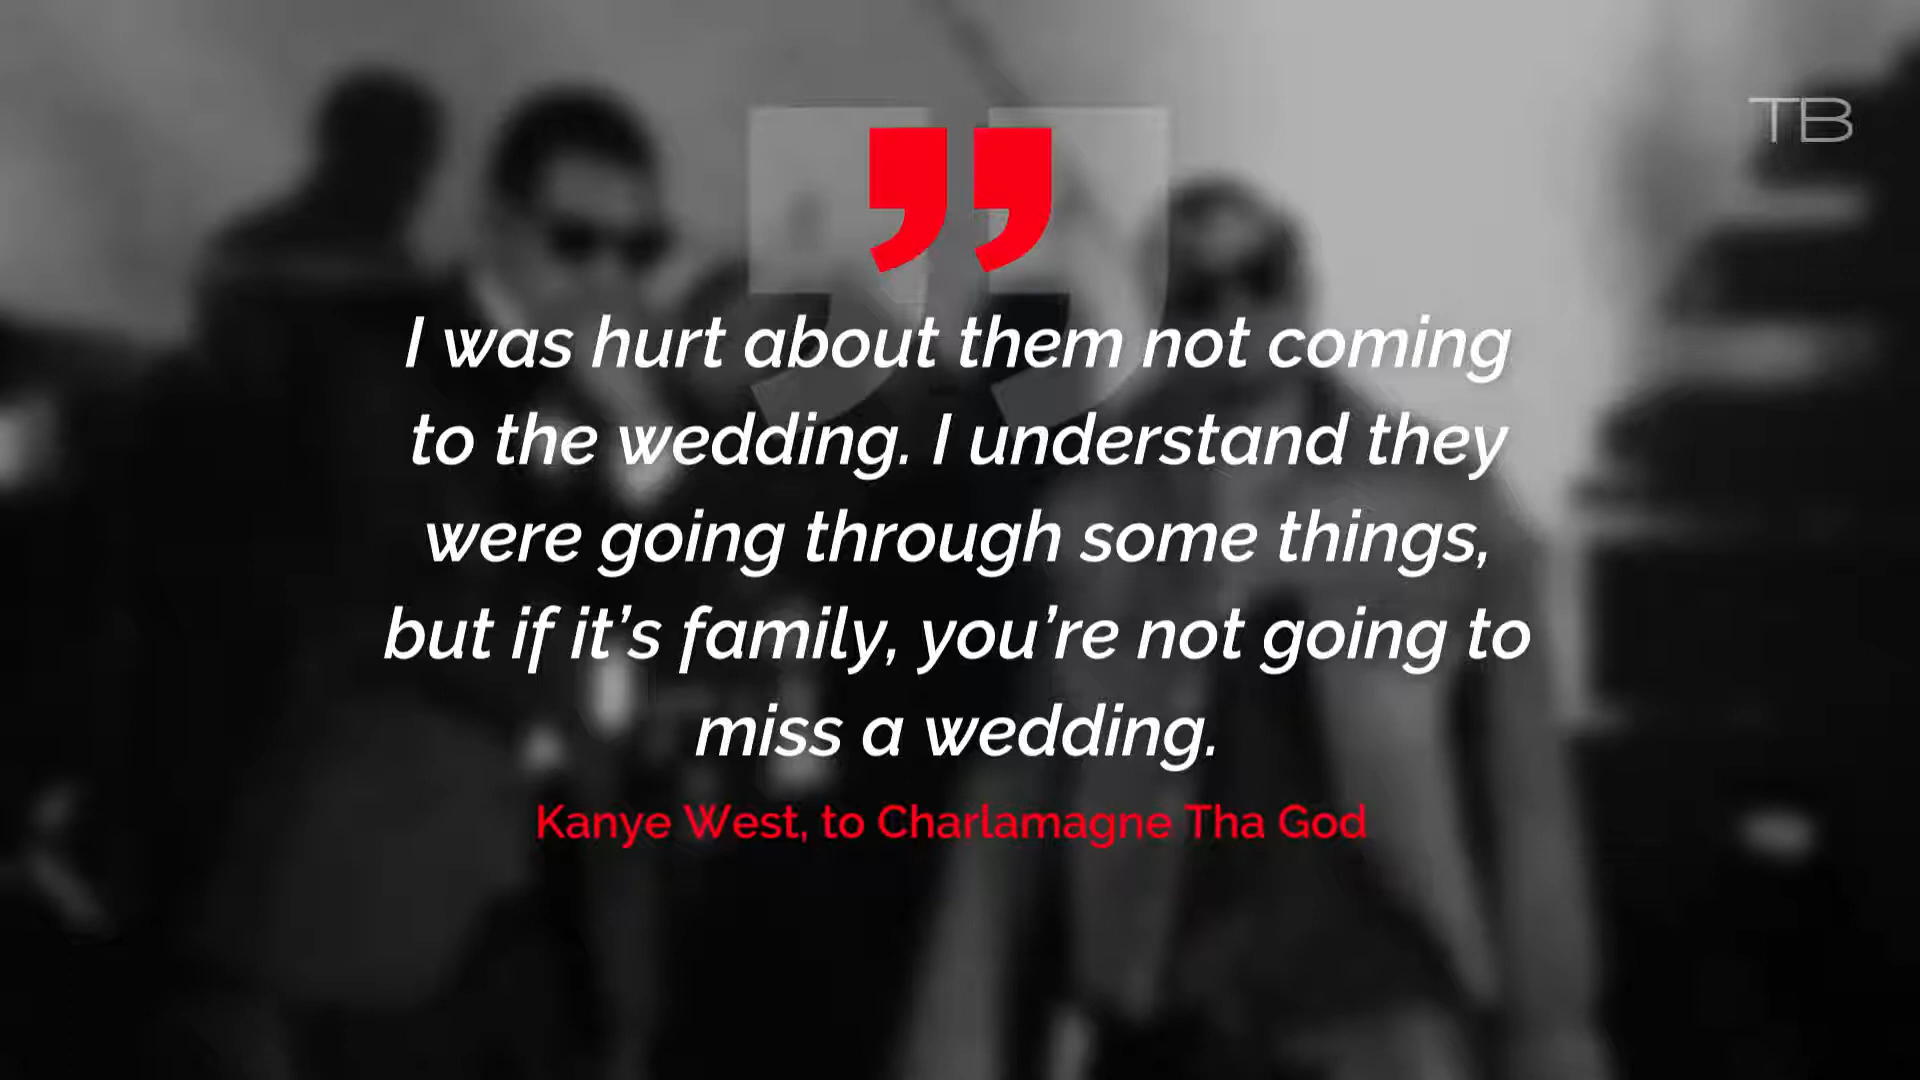 TB
”
I was hurt about them not coming
to the wedding. I understand they
were going through some things,
but if it’s family, you’re not going to
miss a wedding.
Kanye West, to Charlamagne Tha God